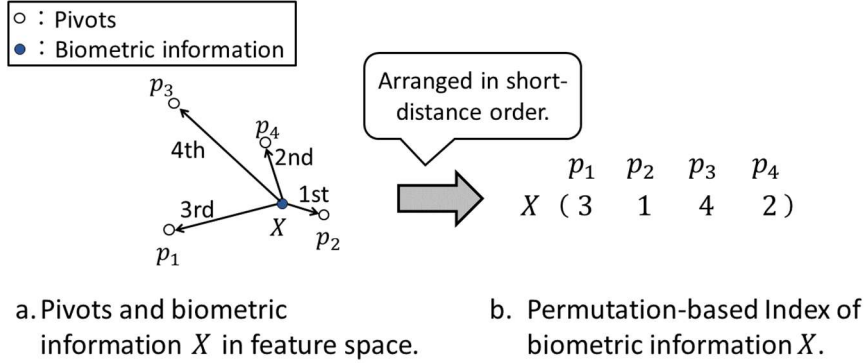 ○ : Pivots
● : Biometric information
p₃
4th
p₄
2nd
1st
3rd
X
p₂
p₁
Arranged in short-
distance order.
p₁ p₂ p₃ p₄
X ( 3 1 4 2 )
a. Pivots and biometric
information X in feature space.
b. Permutation-based Index of
biometric information X.